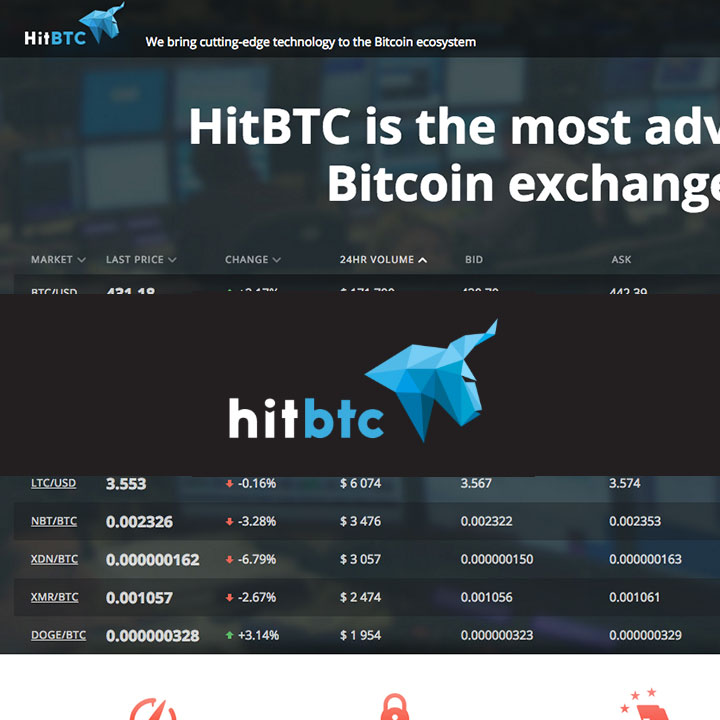 HitBTC
We bring cutting-edge technology to the Bitcoin ecosystem
HitBTC is the most adv
Bitcoin exchange
MARKET LAST PRICE CHANGE 24HR VOLUME BID ASK
BTC/USD 431.18 442.39
hitbtc
LTC/USD 3.553 -0.16% $ 6 074 3.567 3.574
NBT/BTC 0.002326 -3.28% $ 3 476 0.002322 0.002353
XDN/BTC 0.000000162 -6.79% $ 3 057 0.000000150 0.000000163
XMR/BTC 0.001057 -2.67% $ 2 474 0.001056 0.001061
DOGE/BTC 0.000000328 +3.14% $ 1 954 0.000000323 0.000000329